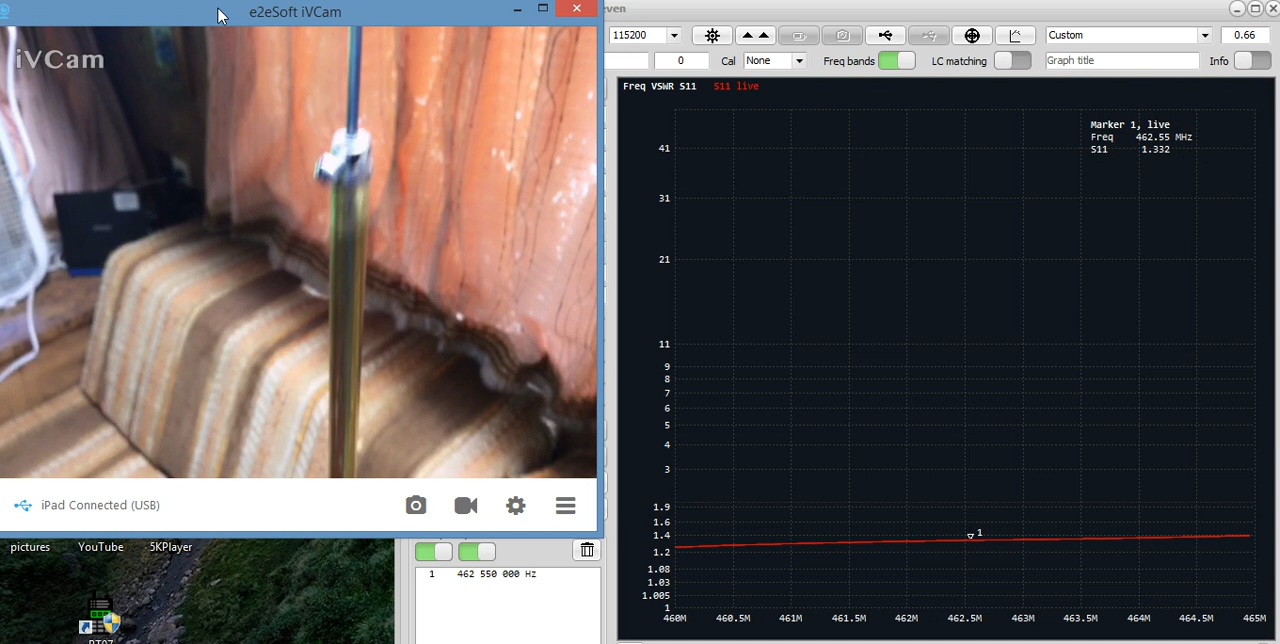 e2eSoft iVCam
iVCam
iPad Connected (USB)
pictures
YouTube
5KPlayer
1 462 550 000 Hz
115200
Custom
0.66
0
Cal
None
Freq bands
LC matching
Graph title
Info
Freq VSWR S11 S11 live
Marker 1, live
Freq 462.55 MHz
S11 1.332
41
31
21
11
9
8
7
6
5
4
3
1.9
1.6
1.4
1.2
1.08
1.03
1.005
1
1
460M 460.5M 461M 461.5M 462M 462.5M 463M 463.5M 464M 464.5M 465M